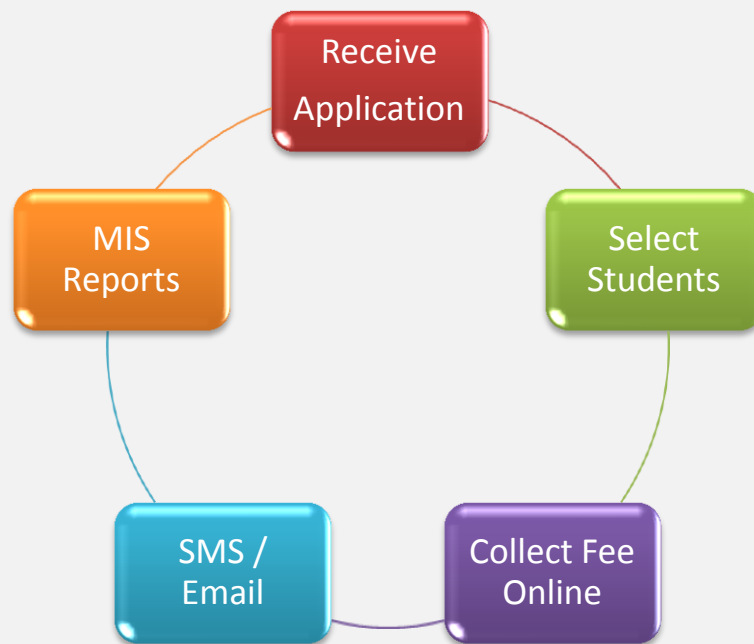 Receive
Application
Select
Students
Collect Fee
Online
SMS /
Email
MIS
Reports